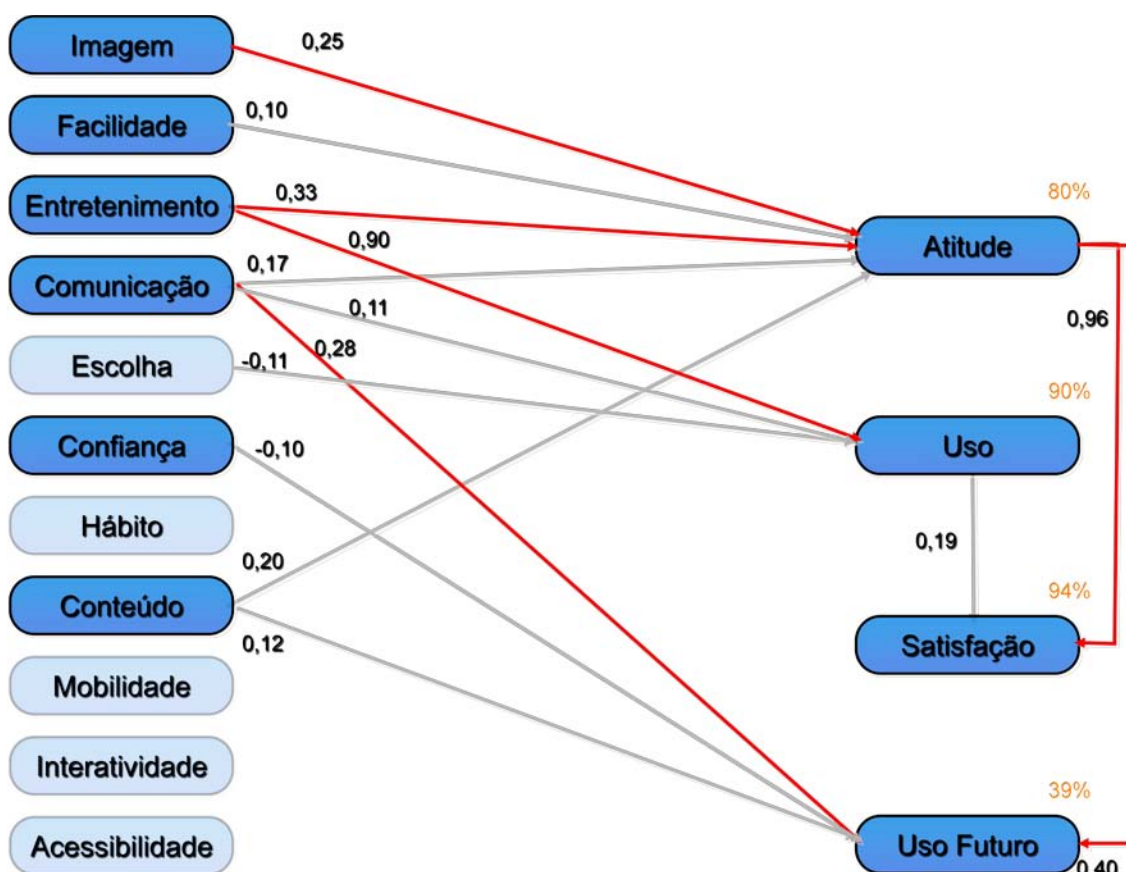 Imagem
0,25
Facilidade
0,10
Entretenimento
0,33
80%
0,90
Atitude
Comunicação
0,17
0,11
0,96
Escolha
-0,11
0,28
90%
Confiança
-0,10
Uso
Hábito
0,19
0,20
94%
Conteúdo
0,12
Satisfação
Mobilidade
Interatividade
39%
Acessibilidade
Uso Futuro
0,40